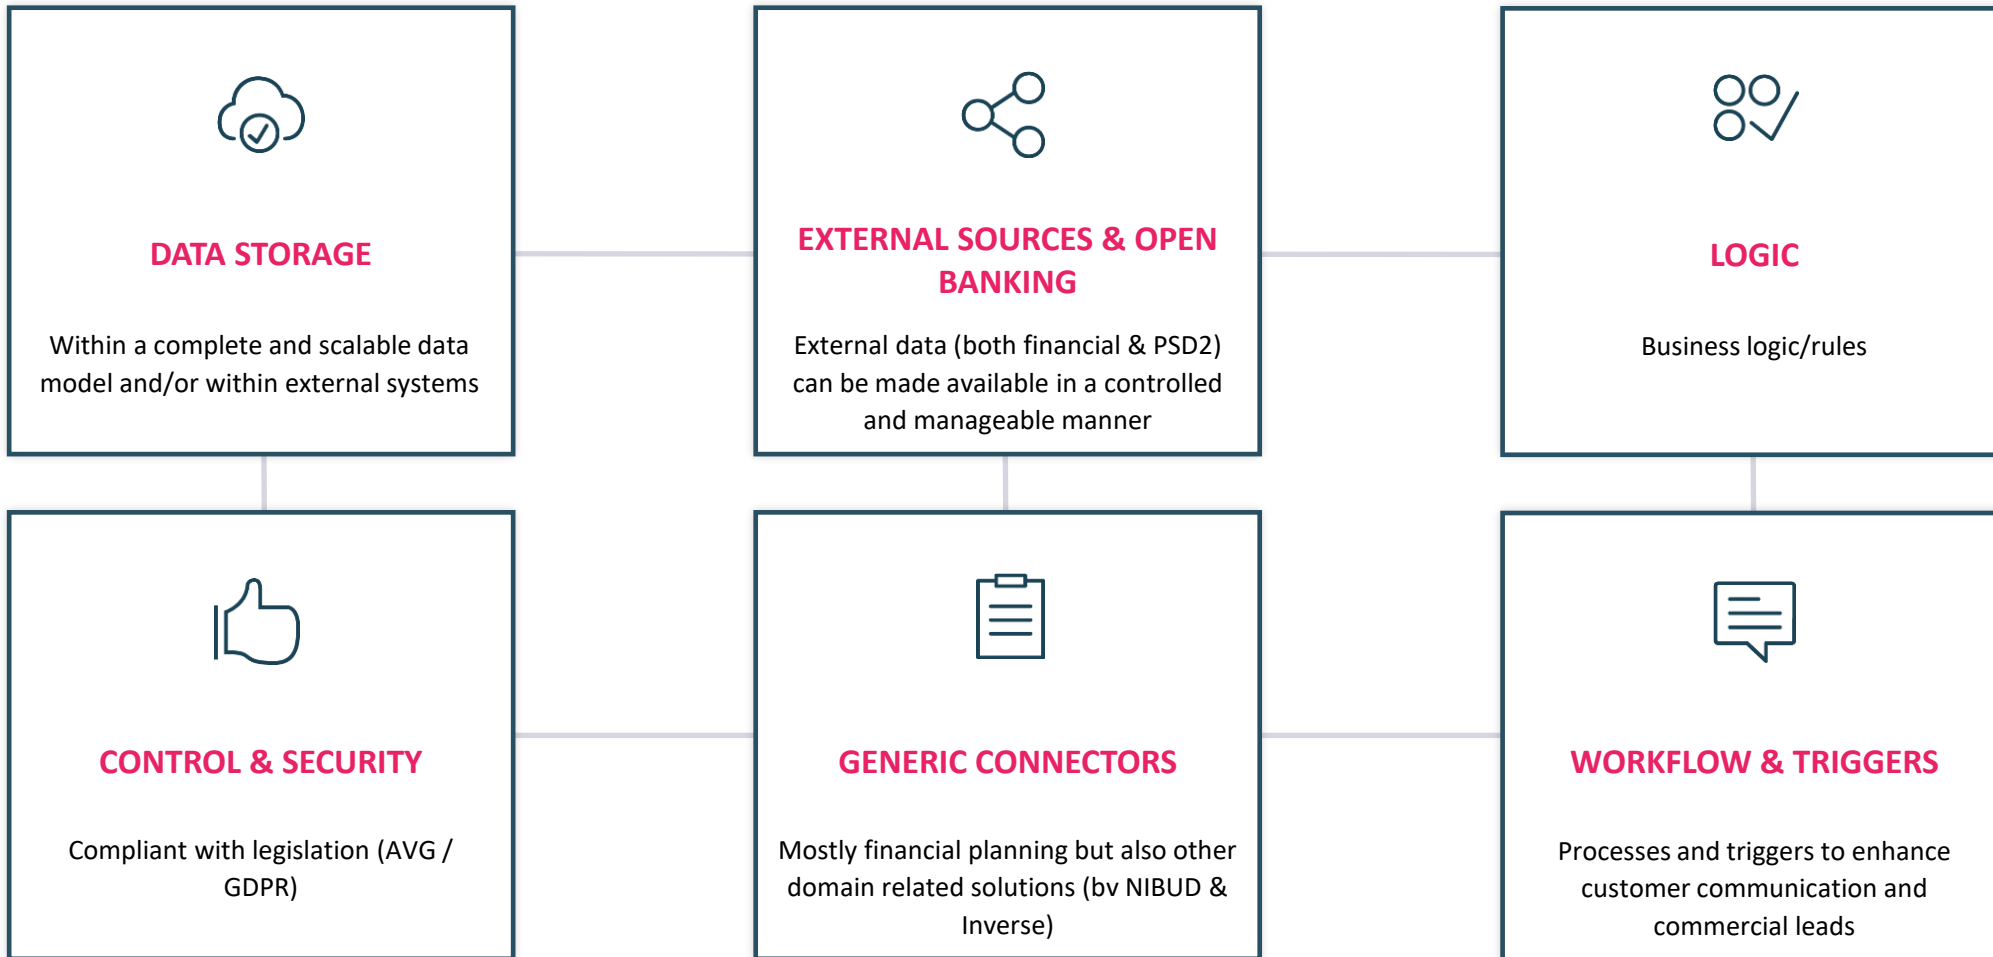 DATA STORAGE
Within a complete and scalable data
model and/or within external systems
EXTERNAL SOURCES & OPEN
BANKING
External data (both financial & PSD2)
can be made available in a controlled
and manageable manner
LOGIC
Business logic/rules
CONTROL & SECURITY
Compliant with legislation (AVG /
GDPR)
GENERIC CONNECTORS
Mostly financial planning but also other
domain related solutions (bv NIBUD &
Inverse)
WORKFLOW & TRIGGERS
Processes and triggers to enhance
customer communication and
commercial leads